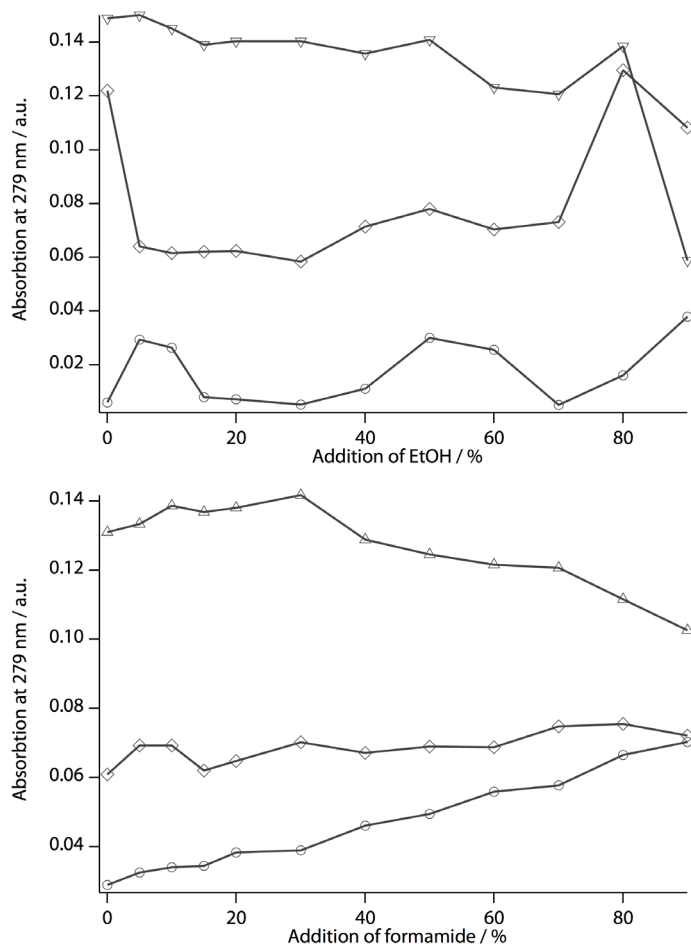 Absorbtion at 279 nm / a.u.
0.14
0.12
0.10
0.08
0.06
0.04
0.02
0 20 40 60 80
Addition of EtOH / %
Absorbtion at 279 nm / a.u.
0.14
0.12
0.10
0.08
0.06
0.04
0 20 40 60 80
Addition of formamide / %